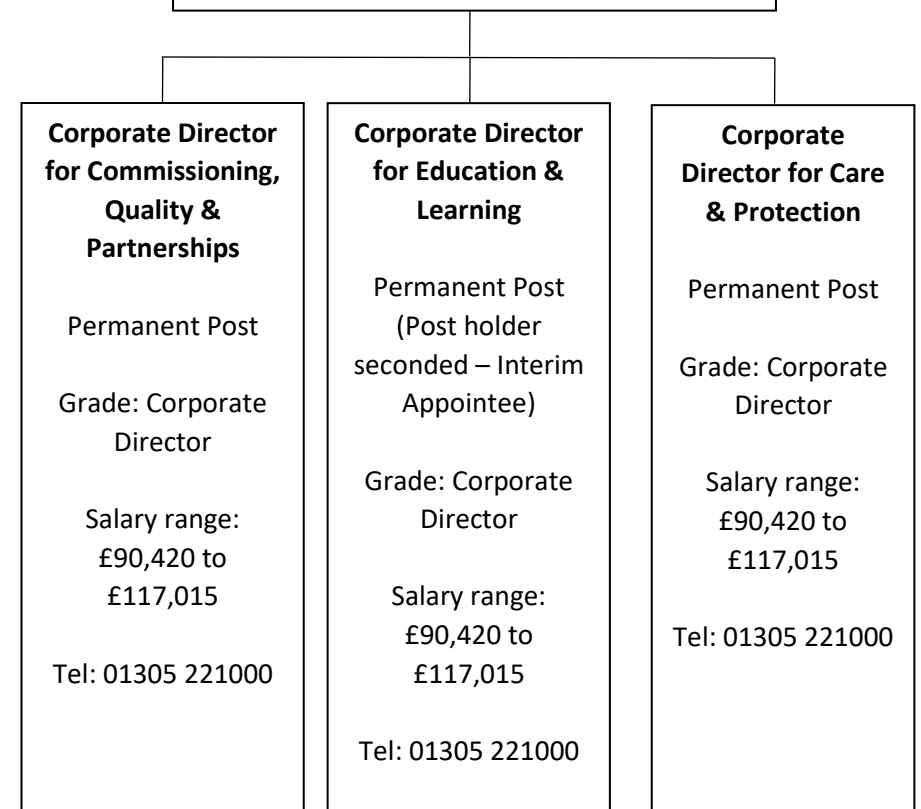 Corporate Director
for Commissioning,
Quality &
Partnerships
Permanent Post
Grade: Corporate
Director
Salary range:
£90,420 to
£117,015
Tel: 01305 221000
Corporate Director
for Education &
Learning
Permanent Post
(Post holder
seconded – Interim
Appointee)
Grade: Corporate
Director
Salary range:
£90,420 to
£117,015
Tel: 01305 221000
Corporate
Director for Care
& Protection
Permanent Post
Grade: Corporate
Director
Salary range:
£90,420 to
£117,015
Tel: 01305 221000